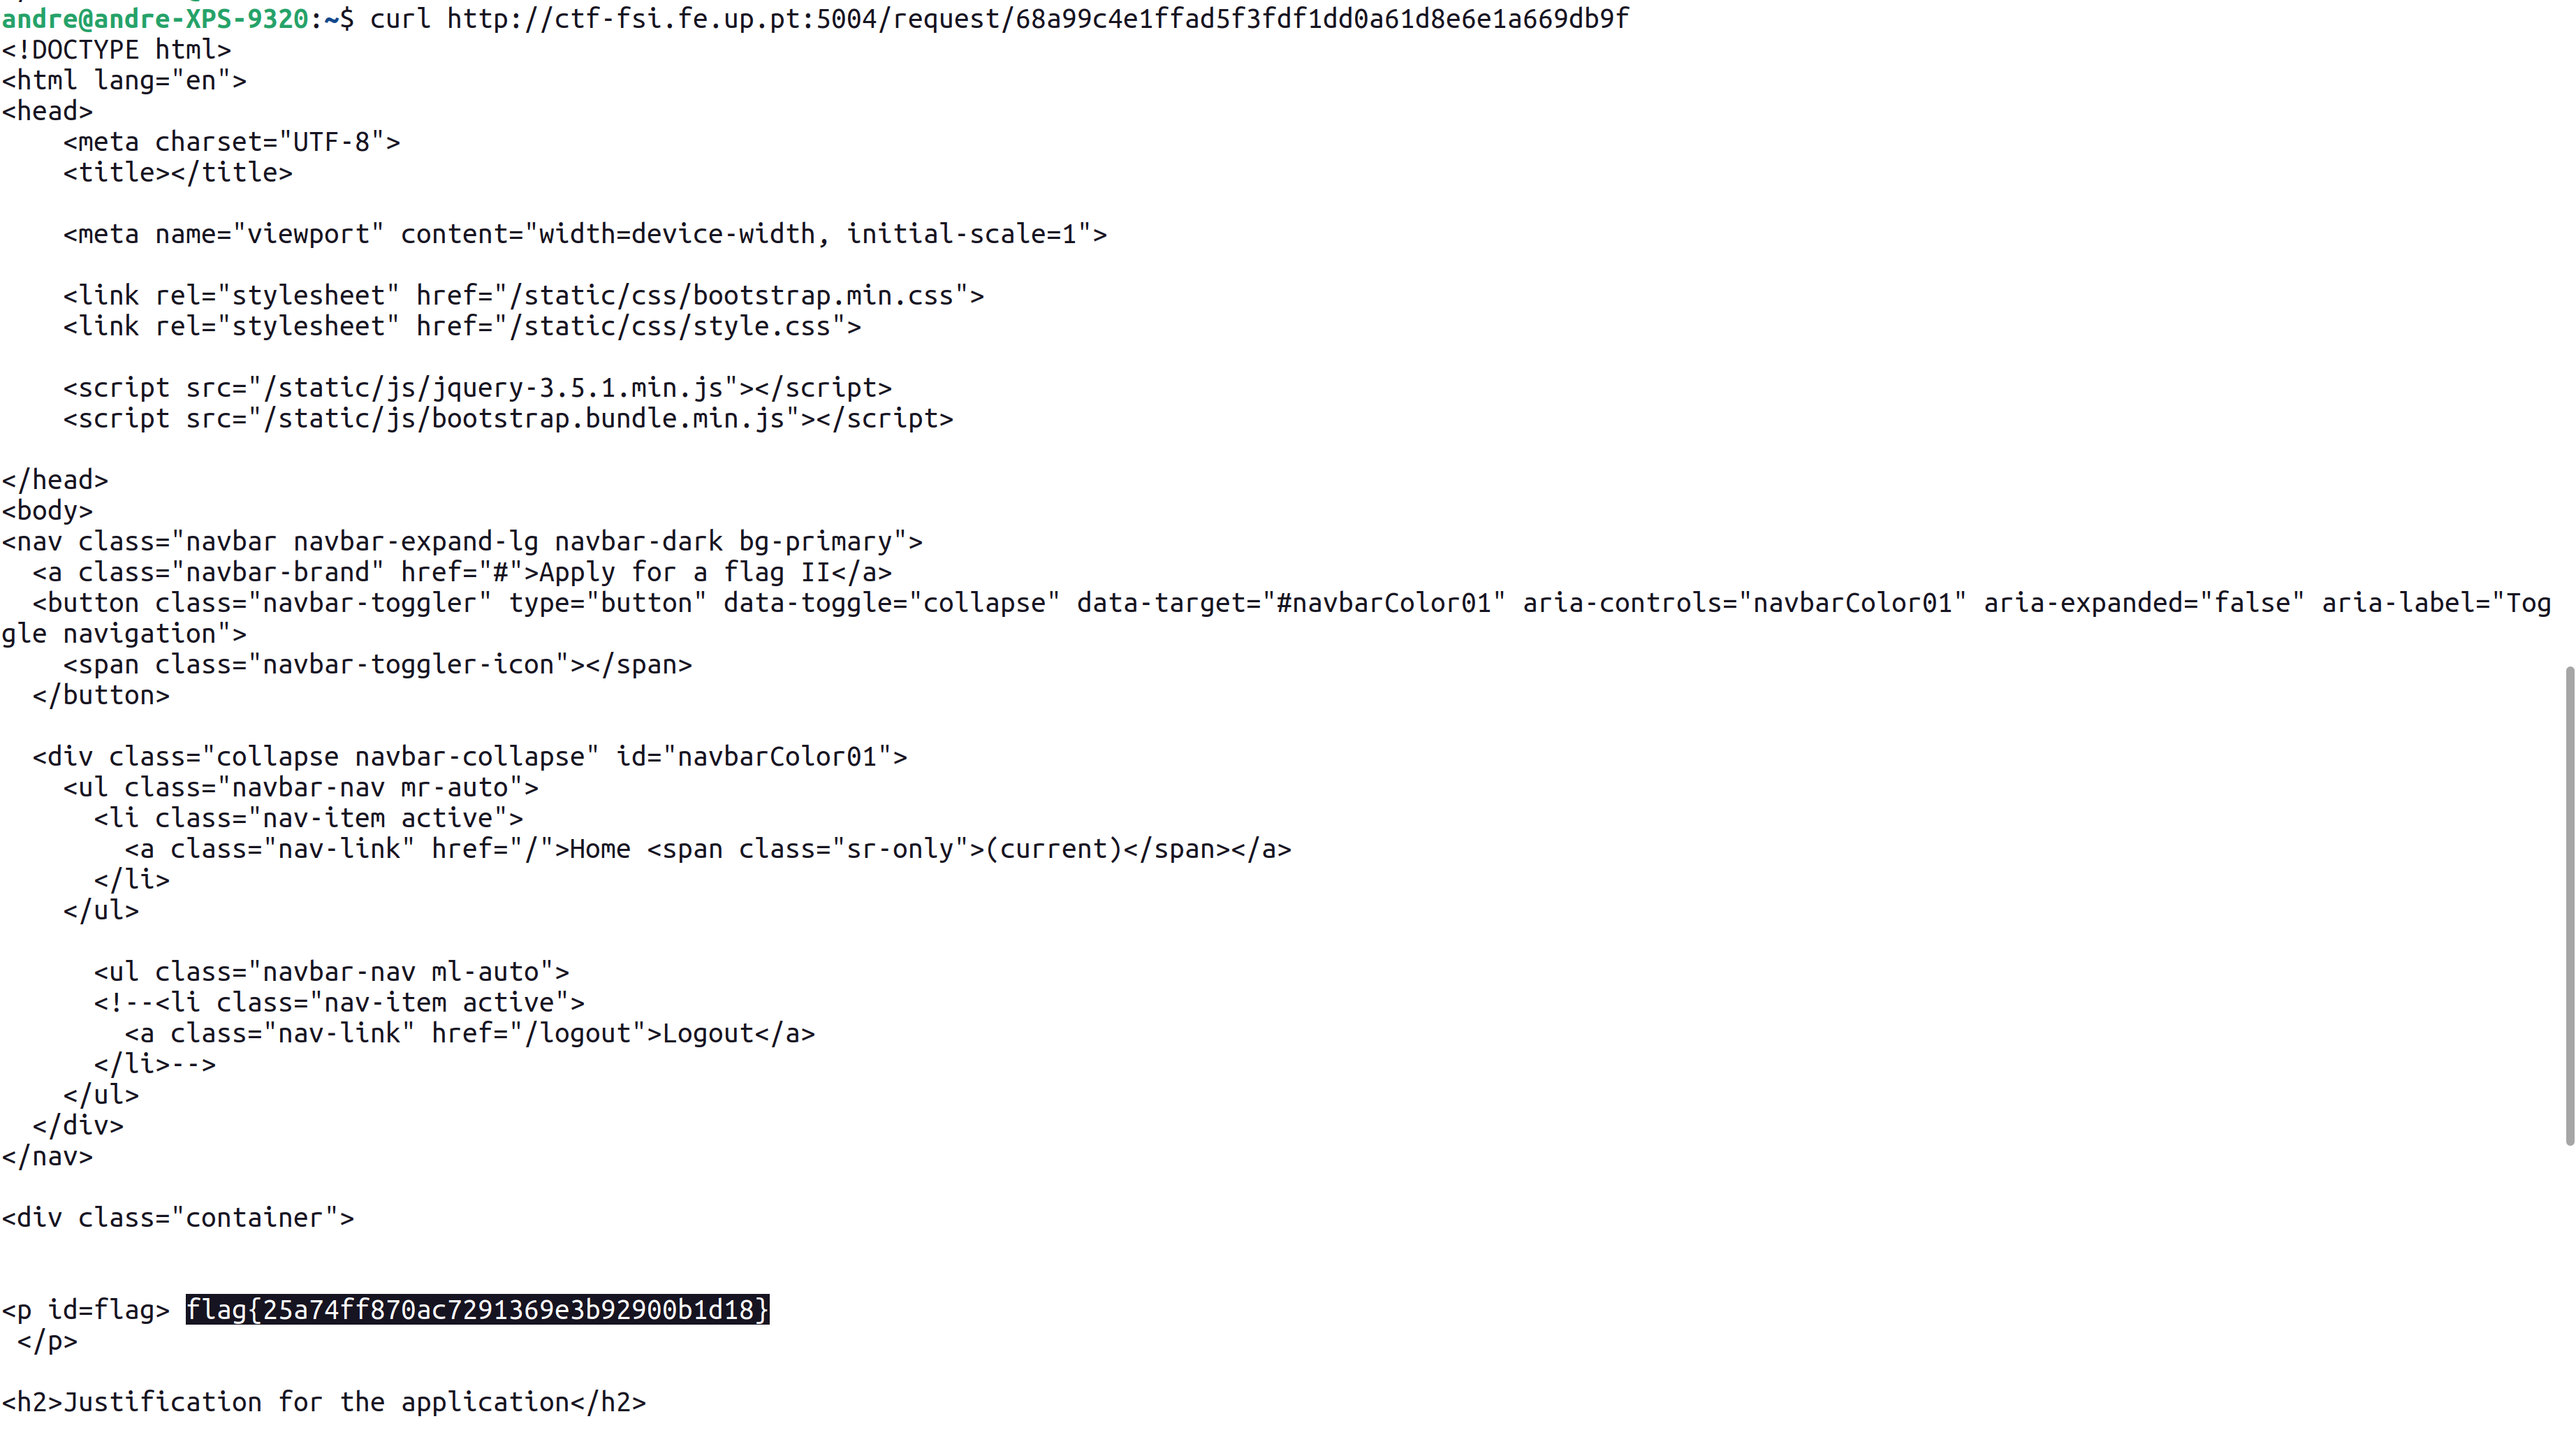 andre@andre-XPS-9320:~$ curl http://ctf-fsi.fe.up.pt:5004/request/68a99c4e1ffad5f3fdf1dd0a61d8e6e1a669db9f
<!DOCTYPE html>
<html lang="en">
<head>
    <meta charset="UTF-8">
    <title></title>

    <meta name="viewport" content="width=device-width, initial-scale=1">

    <link rel="stylesheet" href="/static/css/bootstrap.min.css">
    <link rel="stylesheet" href="/static/css/style.css">

    <script src="/static/js/jquery-3.5.1.min.js"></script>
    <script src="/static/js/bootstrap.bundle.min.js"></script>

</head>
<body>
<nav class="navbar navbar-expand-lg navbar-dark bg-primary">
  <a class="navbar-brand" href="#">Apply for a flag II</a>
  <button class="navbar-toggler" type="button" data-toggle="collapse" data-target="#navbarColor01" aria-controls="navbarColor01" aria-expanded="false" aria-label="Tog
gle navigation">
    <span class="navbar-toggler-icon"></span>
  </button>

  <div class="collapse navbar-collapse" id="navbarColor01">
    <ul class="navbar-nav mr-auto">
      <li class="nav-item active">
        <a class="nav-link" href="/">Home <span class="sr-only">(current)</span></a>
      </li>
    </ul>

      <ul class="navbar-nav ml-auto">
      <!--<li class="nav-item active">
        <a class="nav-link" href="/logout">Logout</a>
      </li>-->
    </ul>
  </div>
</nav>

<div class="container">


<p id=flag> flag{25a74ff870ac7291369e3b92900b1d18}
 </p>

<h2>Justification for the application</h2>